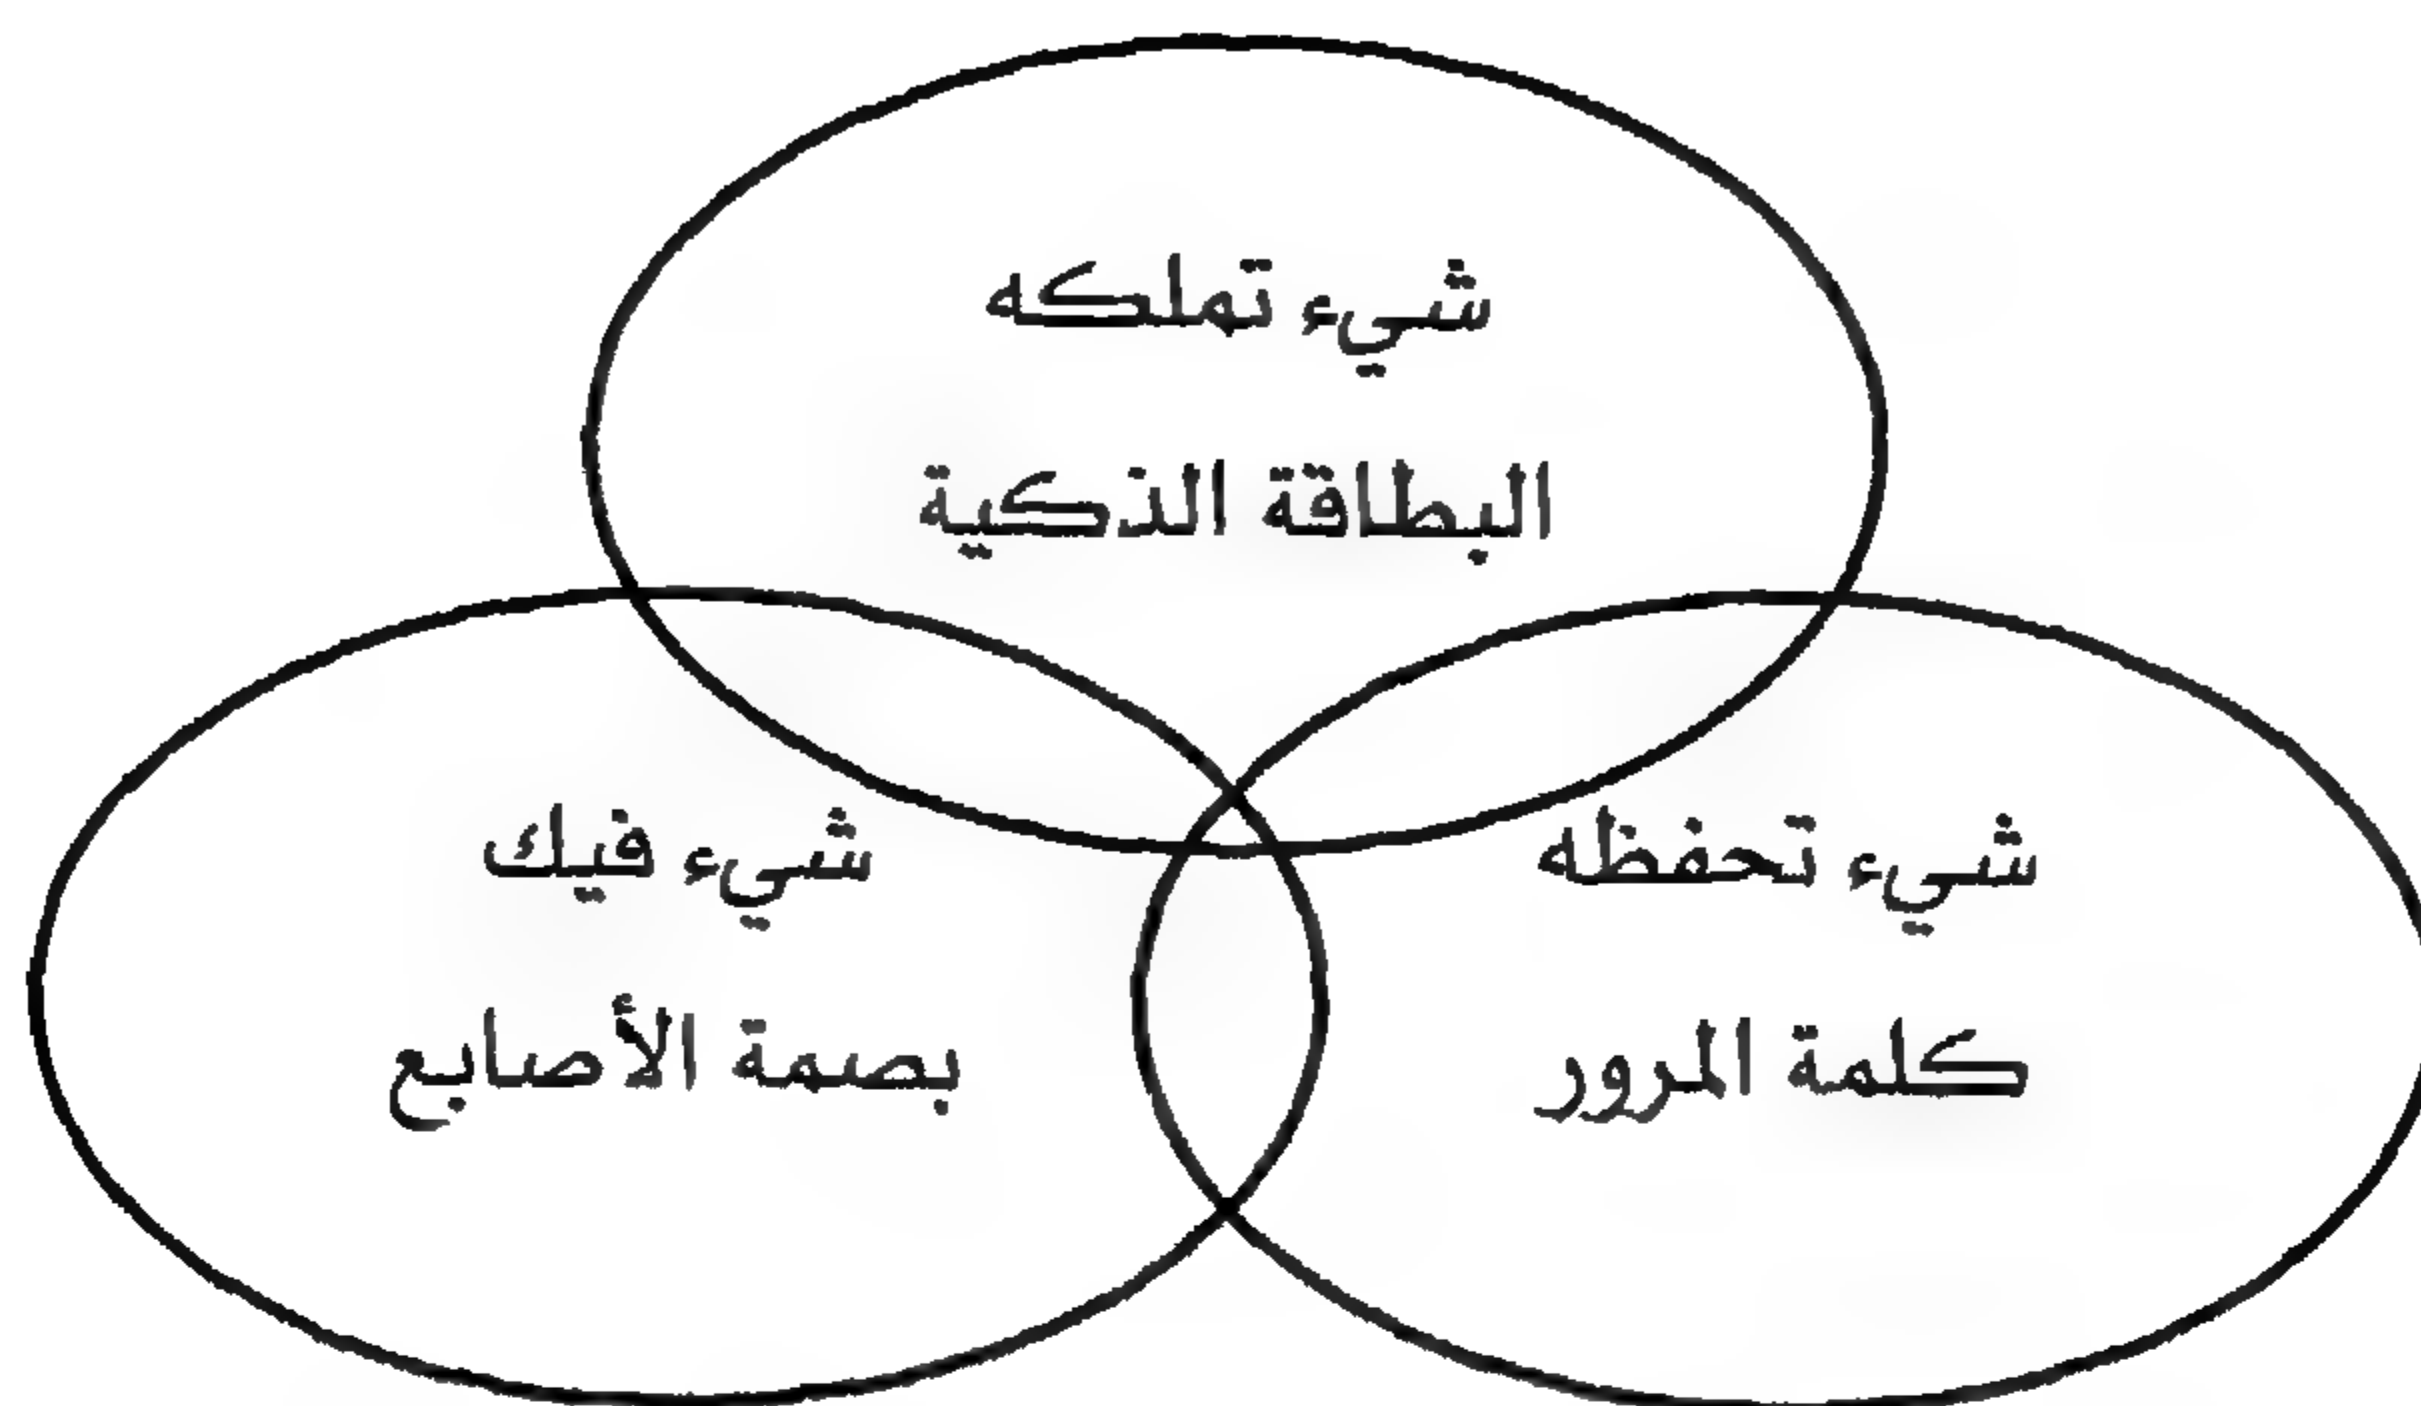 شيء تملكه
البطاقة الذكية
شيء تحفظه
كلمة المرور
شيء فيك
بصمة الأصابع